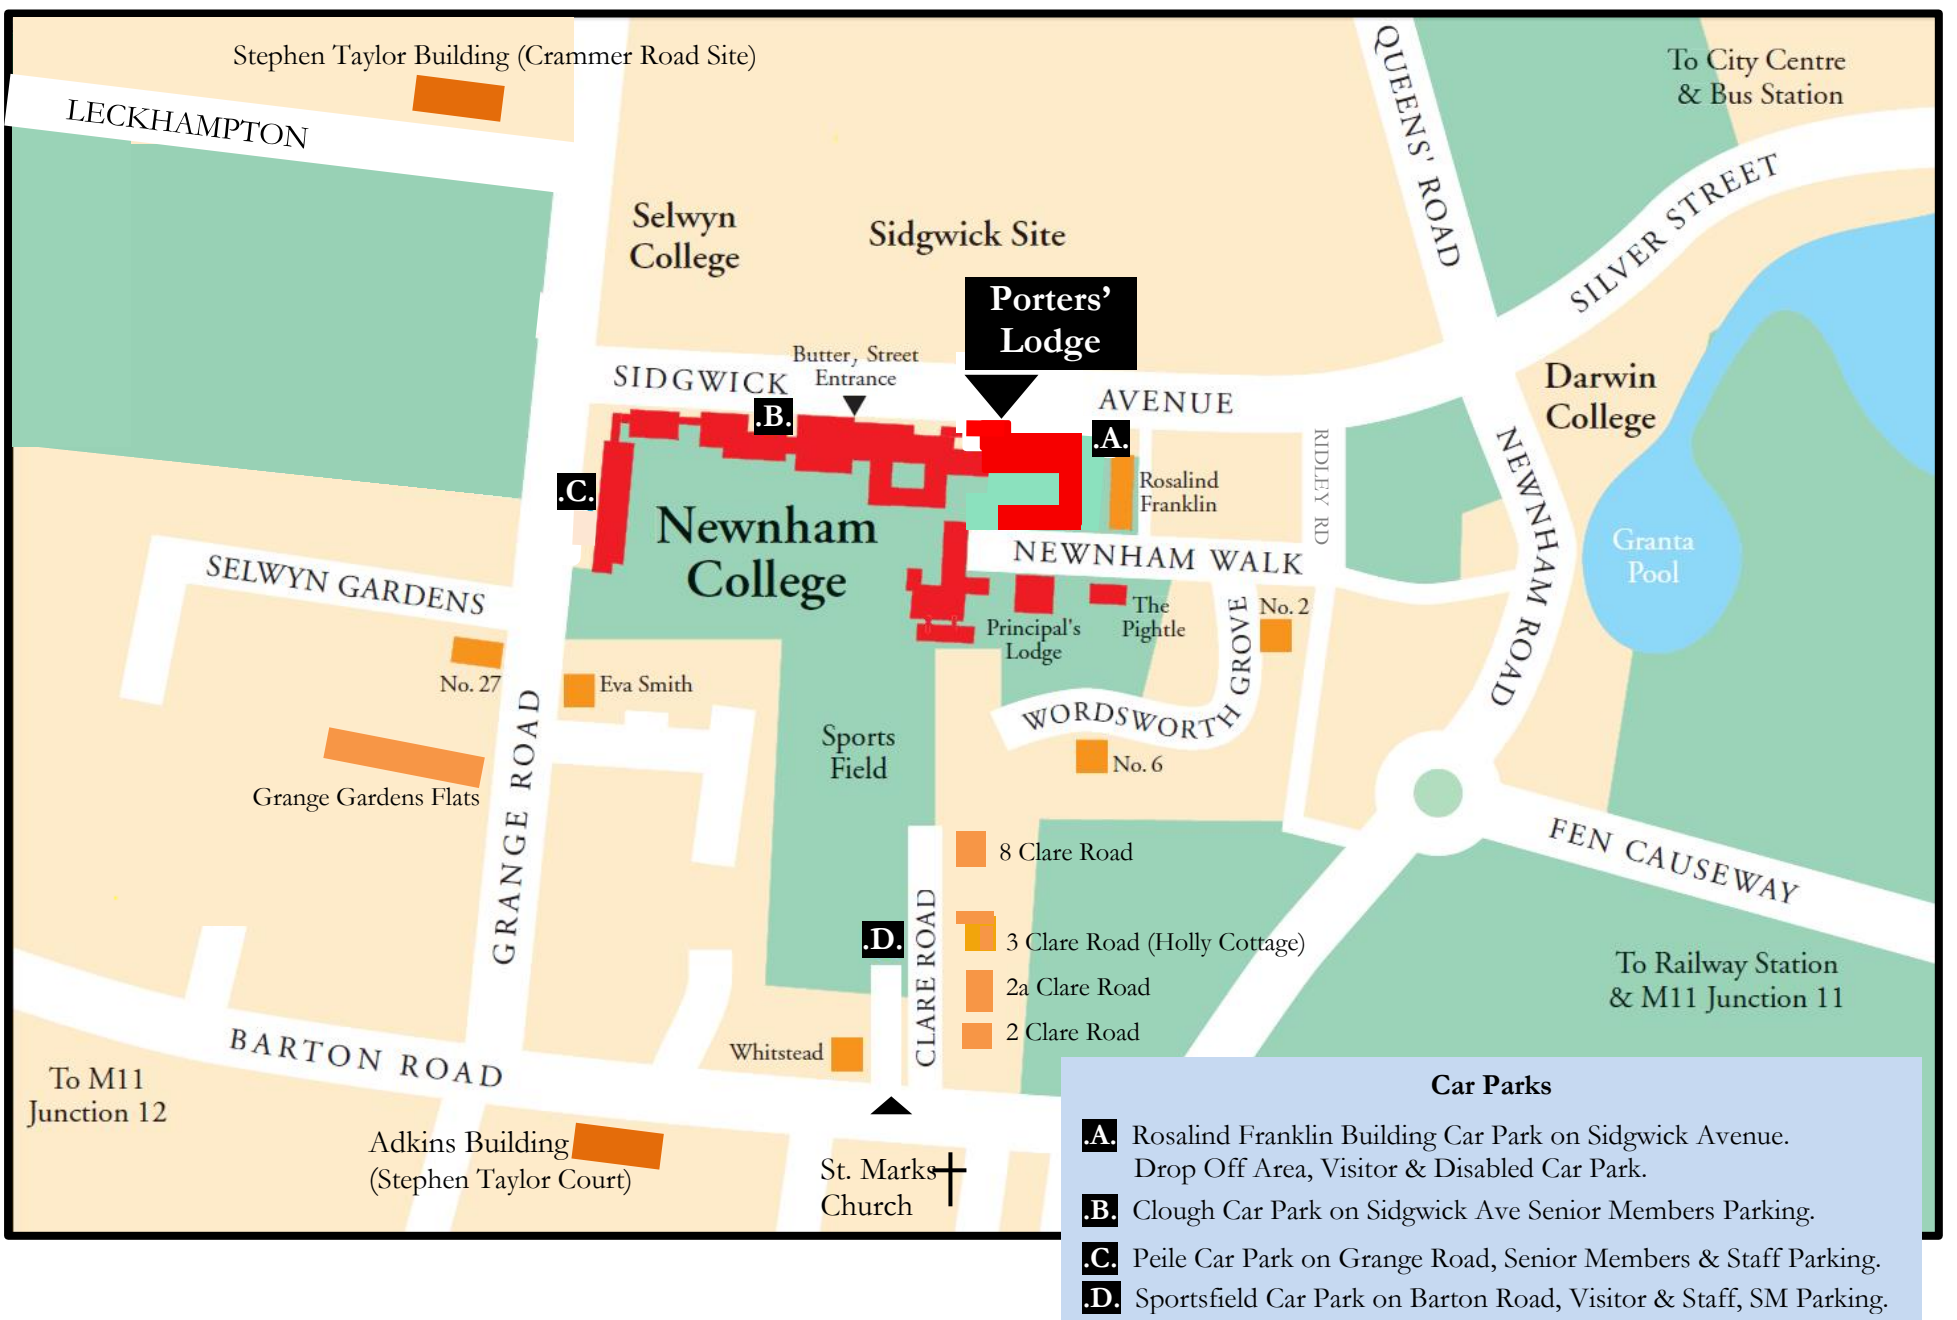 Stephen Taylor Building (Crammer Road Site)
LECKHAMPTON
QUEENS' ROAD
To City Centre
& Bus Station
SILVER STREET
Selwyn
College
Sidgwick Site
Porters'
Lodge
Butter, Street
Entrance
SIDGWICK
AVENUE
Darwin
College
.B.
.A.
.C.
RIDLEY RD
Rosalind
Franklin
NEWNHAM ROAD
Newnham
College
NEWNHAM WALK
Granta
Pool
SELWYN GARDENS
The
Pightle
No. 2
Principal's
Lodge
No. 27
Eva Smith
WORDSWORTH GROVE
Sports
Field
No. 6
Grange Gardens Flats
GRANGE ROAD
8 Clare Road
FEN CAUSEWAY
.D.
CLARE ROAD
3 Clare Road (Holly Cottage)
2a Clare Road
2 Clare Road
To Railway Station
& M11 Junction 11
Whitstead
BARTON ROAD
To M11
Junction 12
Adkins Building
(Stephen Taylor Court)
St. Marks
Church
Car Parks
.A. Rosalind Franklin Building Car Park on Sidgwick Avenue.
Drop Off Area, Visitor & Disabled Car Park.
.B. Clough Car Park on Sidgwick Ave Senior Members Parking.
.C. Peile Car Park on Grange Road, Senior Members & Staff Parking.
.D. Sportsfield Car Park on Barton Road, Visitor & Staff, SM Parking.